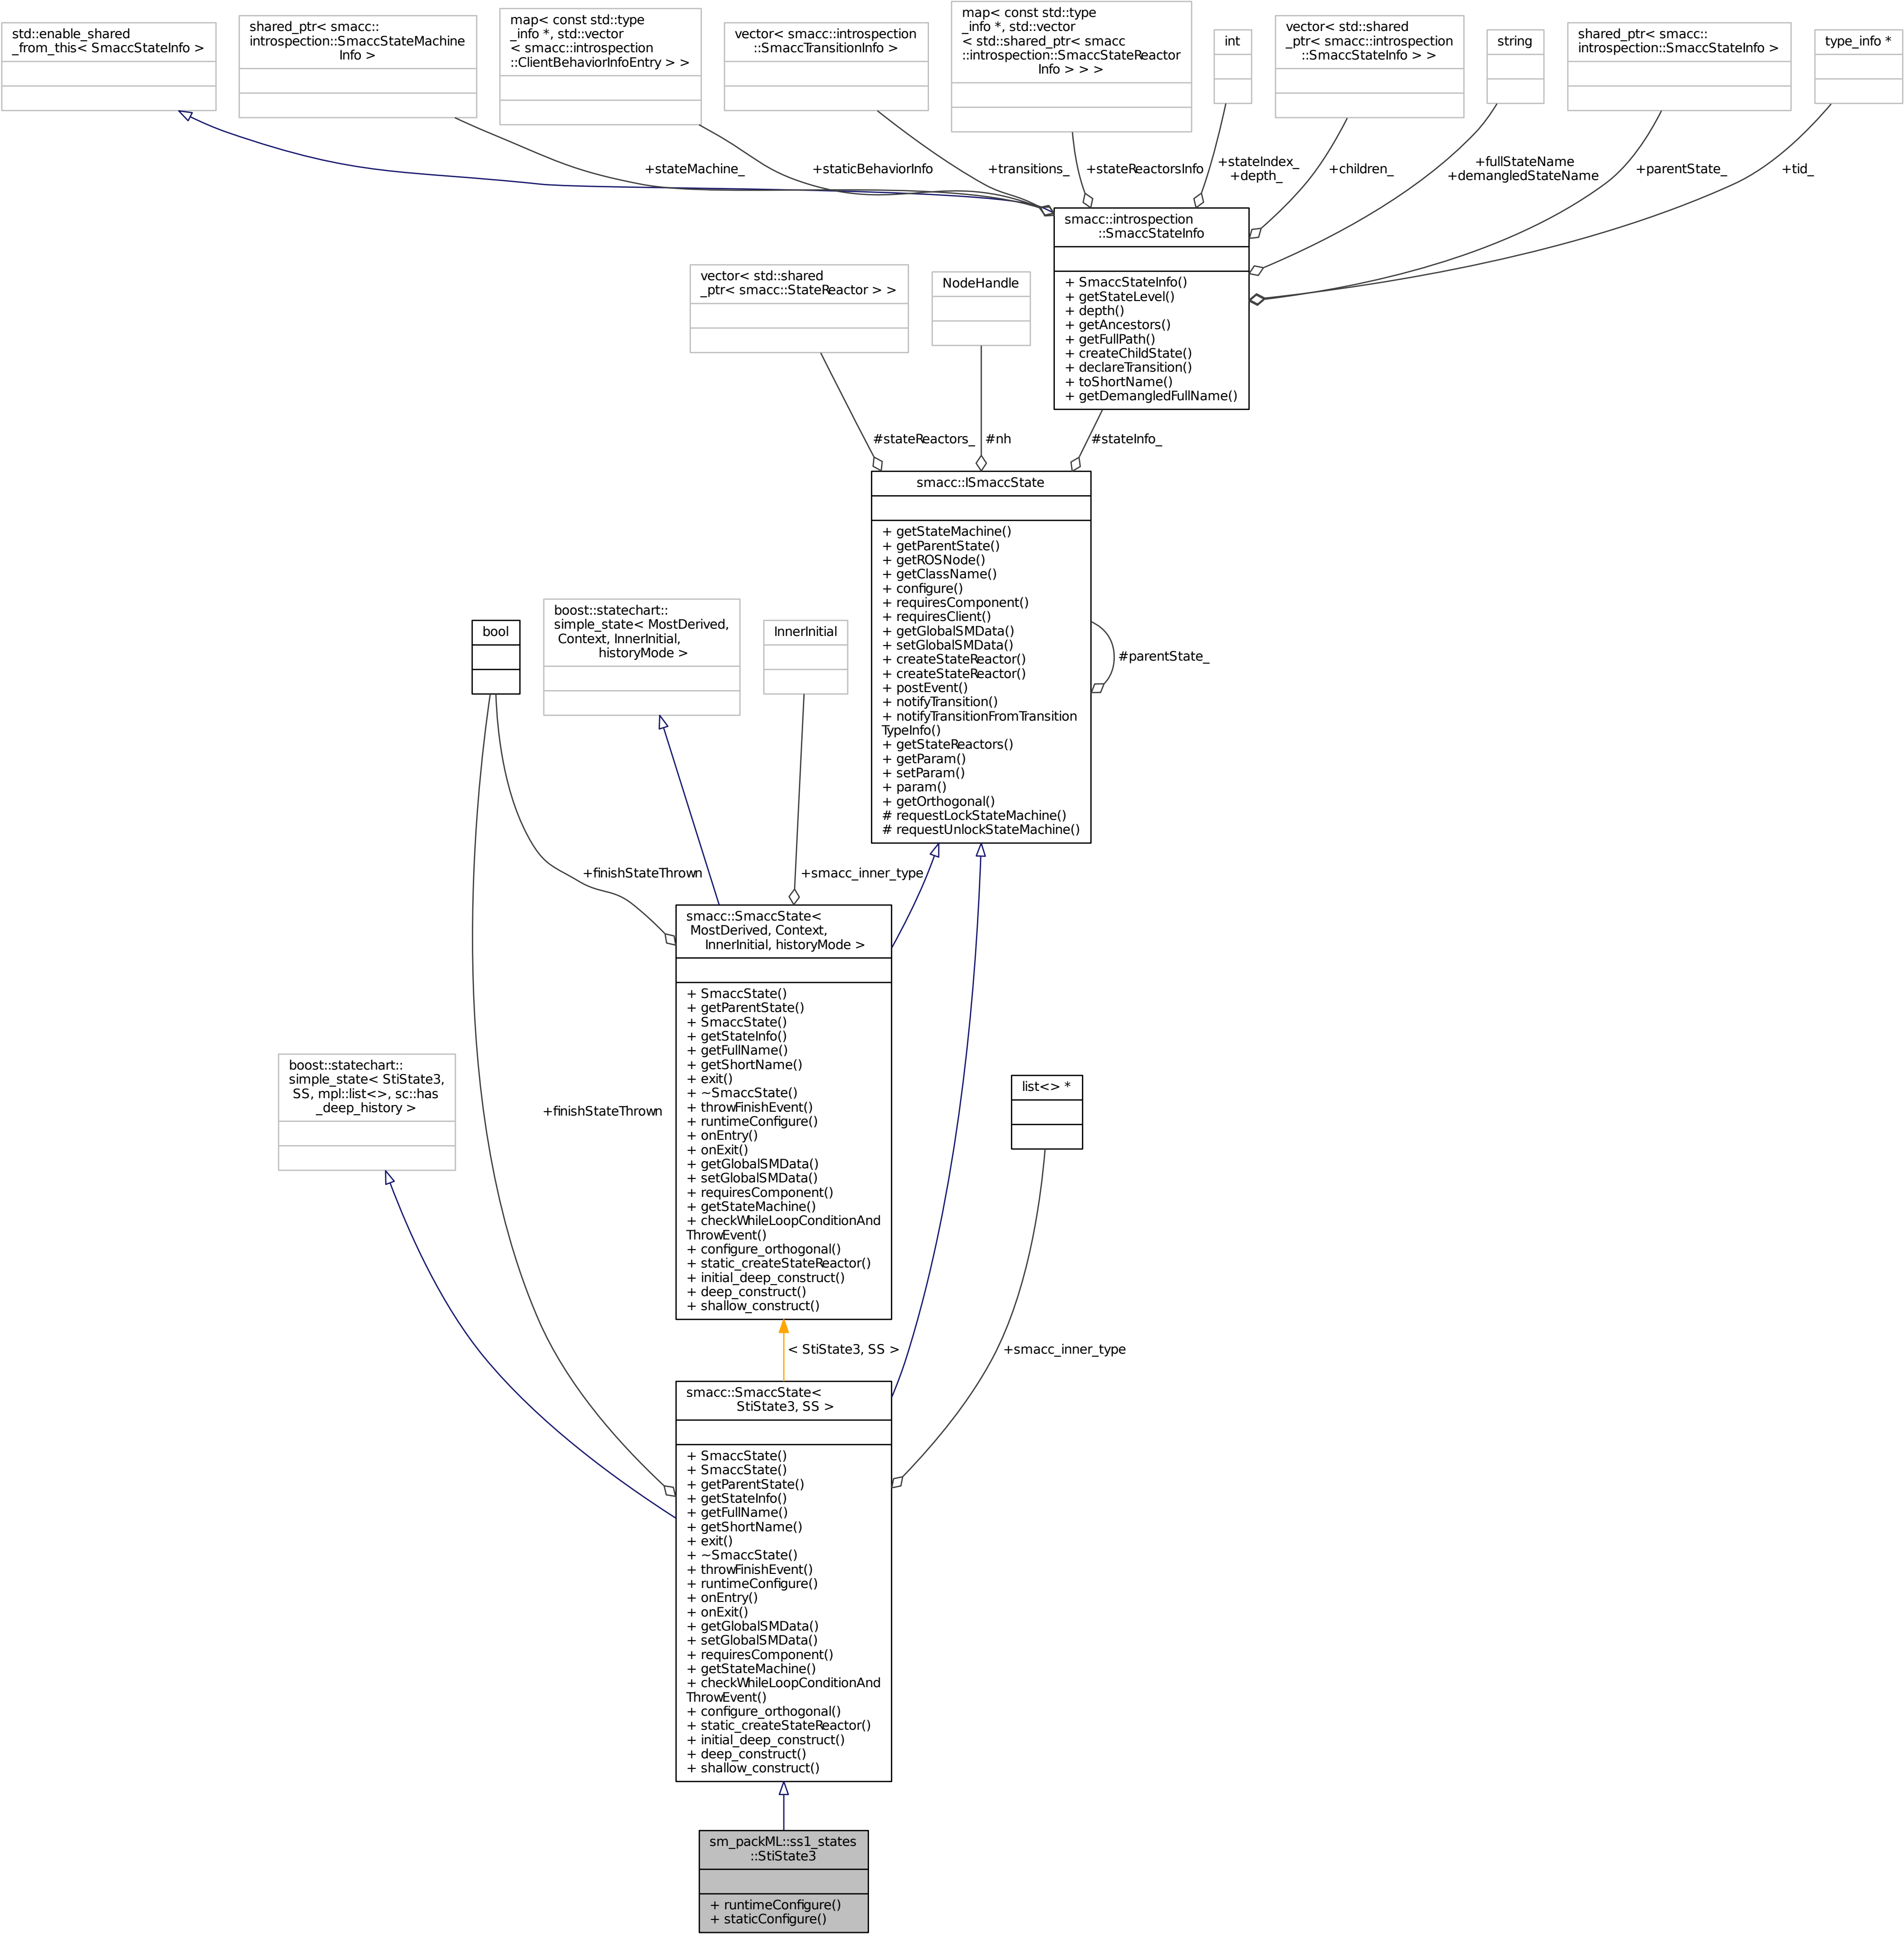 std::enable_shared
_from_this< SmaccStateInfo >
shared_ptr< smacc::
introspection::SmaccStateMachine
Info >
map< const std::type
_info *, std::vector
< smacc::introspection
::ClientBehaviorInfoEntry > >
vector< smacc::introspection
::SmaccTransitionInfo >
map< const std::type
_info *, std::vector
< std::shared_ptr< smacc
::introspection::SmaccStateReactor
Info > > >
int
vector< std::shared
_ptr< smacc::introspection
::SmaccStateInfo > >
string
shared_ptr< smacc::
introspection::SmaccStateInfo >
type_info *
+stateMachine_
+staticBehaviorInfo
+transitions_
+stateReactorsInfo
+stateIndex_
+depth_
+children_
+fullStateName
+demangledStateName
+parentState_
+tid_
smacc::introspection
::SmaccStateInfo
+ SmaccStateInfo()
+ getStateLevel()
+ depth()
+ getAncestors()
+ getFullPath()
+ createChildState()
+ declareTransition()
+ toShortName()
+ getDemangledFullName()
vector< std::shared
_ptr< smacc::StateReactor > >
NodeHandle
#stateReactors_
#nh
#stateInfo_
smacc::ISmaccState
+ getStateMachine()
+ getParentState()
+ getROSNode()
+ getClassName()
+ configure()
+ requiresComponent()
+ requiresClient()
+ getGlobalSMData()
+ setGlobalSMData()
+ createStateReactor()
+ createStateReactor()
+ postEvent()
+ notifyTransition()
+ notifyTransitionFromTransition
TypeInfo()
+ getStateReactors()
+ getParam()
+ setParam()
+ param()
+ getOrthogonal()
# requestLockStateMachine()
# requestUnlockStateMachine()
#parentState_
bool
boost::statechart::
simple_state< MostDerived,
Context, InnerInitial,
historyMode >
InnerInitial
+finishStateThrown
+smacc_inner_type
smacc::SmaccState<
MostDerived, Context,
InnerInitial, historyMode >
+ SmaccState()
+ getParentState()
+ SmaccState()
+ getStateInfo()
+ getFullName()
+ getShortName()
+ exit()
+ ~SmaccState()
+ throwFinishEvent()
+ runtimeConfigure()
+ onEntry()
+ onExit()
+ getGlobalSMData()
+ setGlobalSMData()
+ requiresComponent()
+ getStateMachine()
+ checkWhileLoopConditionAnd
ThrowEvent()
+ configure_orthogonal()
+ static_createStateReactor()
+ initial_deep_construct()
+ deep_construct()
+ shallow_construct()
boost::statechart::
simple_state< StiState3,
SS, mpl::list<>, sc::has
_deep_history >
+finishStateThrown
list<> *
< StiState3, SS >
+smacc_inner_type
smacc::SmaccState<
StiState3, SS >
+ SmaccState()
+ SmaccState()
+ getParentState()
+ getStateInfo()
+ getFullName()
+ getShortName()
+ exit()
+ ~SmaccState()
+ throwFinishEvent()
+ runtimeConfigure()
+ onEntry()
+ onExit()
+ getGlobalSMData()
+ setGlobalSMData()
+ requiresComponent()
+ getStateMachine()
+ checkWhileLoopConditionAnd
ThrowEvent()
+ configure_orthogonal()
+ static_createStateReactor()
+ initial_deep_construct()
+ deep_construct()
+ shallow_construct()
sm_packML::ss1_states
::StiState3
+ runtimeConfigure()
+ staticConfigure()